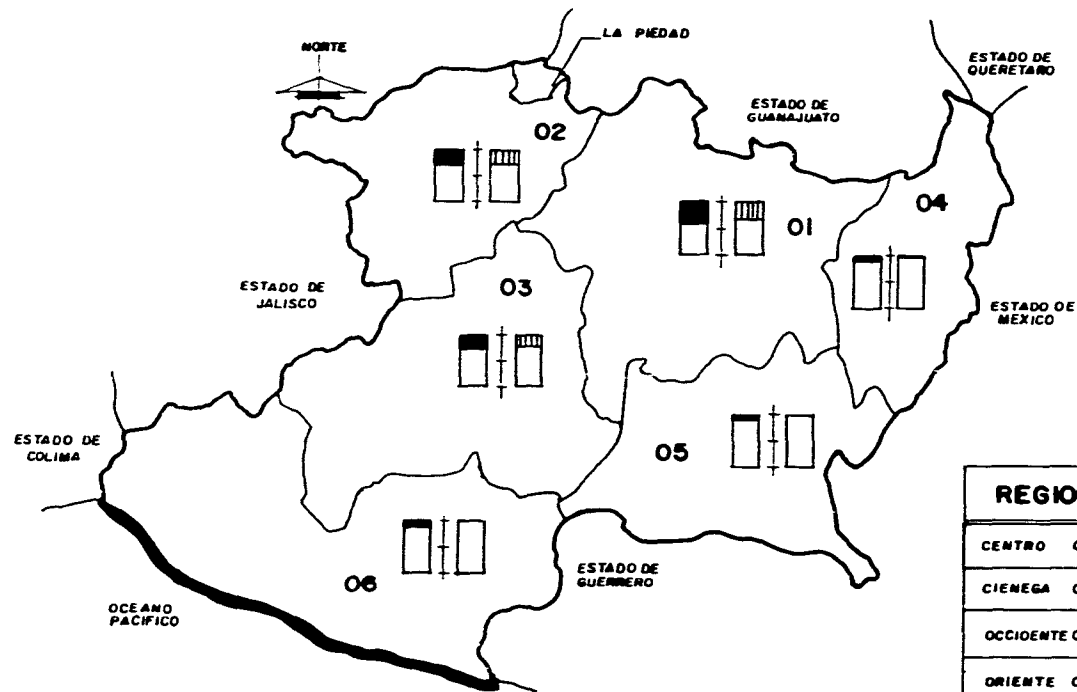 NORTE
LA PIEDAD
ESTADO DE
QUERETARO
ESTADO DE
GUANAJUATO
02
04
01
ESTADO DE
JALISCO
03
ESTADO DE
MEXICO
ESTADO DE
COLIMA
05
06
ESTADO DE
GUERRERO
OCEANO
PACIFICO
REGIO
CENTRO
CIENEGA
OCCIDENTE
ORIENTE